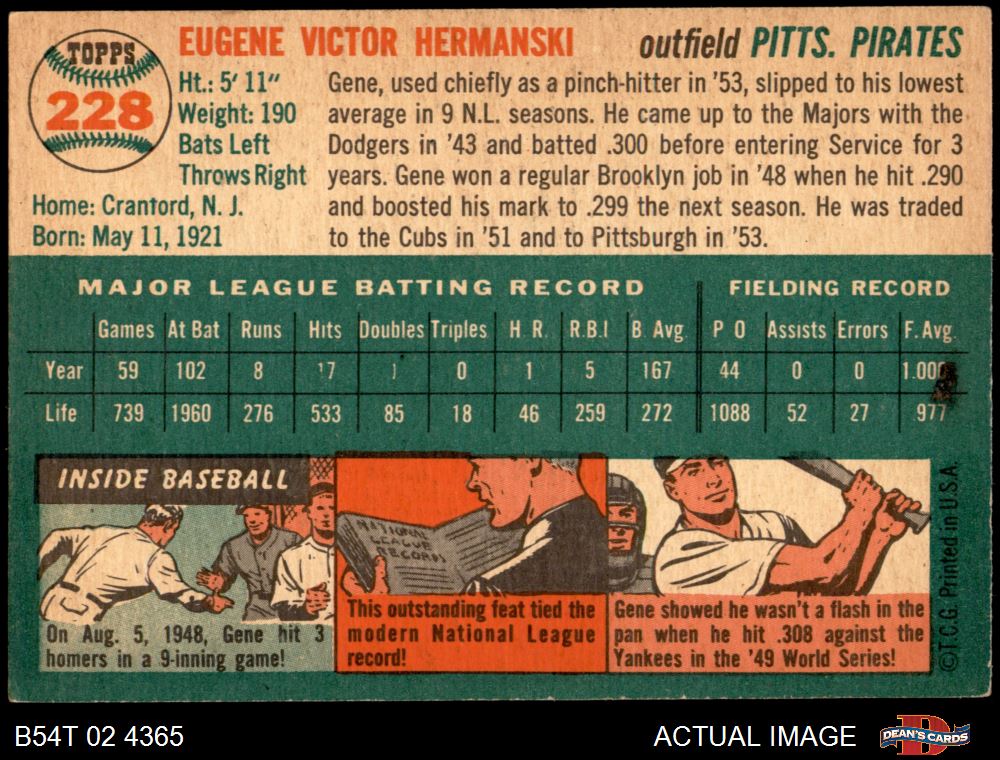 TOPPS
228
EUGENE VICTOR HERMANSKI
outfield PITTS. PIRATES
Ht.: 5' 11"
Weight: 190
Bats Left
Throws Right
Home: Cranford, N. J.
Born: May 11, 1921
Gene, used chiefly as a pinch-hitter in '53, slipped to his lowest
average in 9 N.L. seasons. He came up to the Majors with the
Dodgers in '43 and batted .300 before entering Service for 3
years. Gene won a regular Brooklyn job in '48 when he hit .290
and boosted his mark to .299 the next season. He was traded
to the Cubs in '51 and to Pittsburgh in '53.
MAJOR LEAGUE BATTING RECORD FIELDING RECORD
Games At Bat Runs Hits Doubles Triples H R. R.B.I B Avg. P O Assists Errors F. Avg.
Year 59 102 8 17 1 0 1 5 167 44 0 0 1.000
Life 739 1960 276 533 85 18 46 259 272 1088 52 27 .977
INSIDE BASEBALL
On Aug. 5, 1948, Gene hit 3
homers in a 9-inning game!
NATIONAL
LEAGUE
RECORDS
This outstanding feat tied the
modern National League
record!
Gene showed he wasn't a flash in the
pan when he hit .308 against the
Yankees in the '49 World Series!
©T.C.G. Printed in U.S.A.
B54T 02 4365
ACTUAL IMAGE
D
DEAN'S CARDS